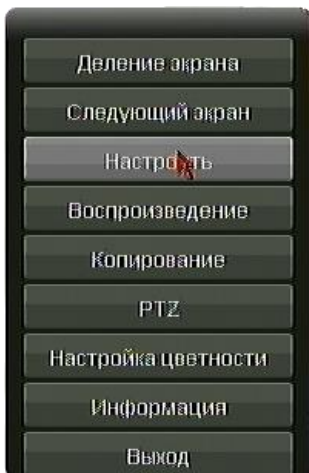 Деление экрана
Следующий экран
Настроить
Воспроизведение
Копирование
PTZ
Настройка цветности
Информация
Выход